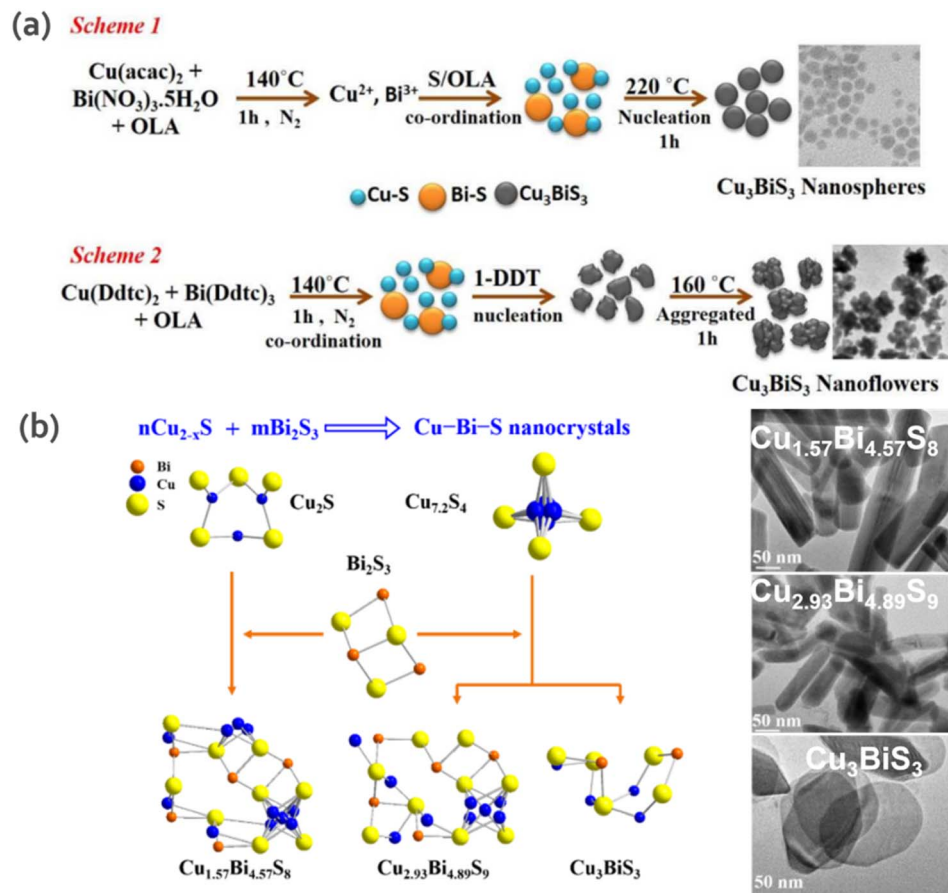 (a) Scheme 1
Cu(acac)₂ +
Bi(NO₃)₃.5H₂O
+ OLA
140°C
1h , N₂
Cu²⁺, Bi³⁺
S/OLA
co-ordination
220 °C
Nucleation
1h
Cu₃BiS₃ Nanospheres
Cu-S Bi-S Cu₃BiS₃
Scheme 2
Cu(Ddtc)₂ + Bi(Ddtc)₃
+ OLA
140°C
1h , N₂
co-ordination
1-DDT
nucleation
160 °C
Aggregated
1h
Cu₃BiS₃ Nanoflowers
(b)
nCu₂₋ₓS + mBi₂S₃ ⟹ Cu−Bi−S nanocrystals
Bi
Cu
S
Cu₂S
Cu₇.₂S₄
Bi₂S₃
Cu₁.₅₇Bi₄.₅₇S₈
Cu₂.₉₃Bi₄.₈₉S₉
Cu₃BiS₃
Cu₁.₅₇Bi₄.₅₇S₈
50 nm
Cu₂.₉₃Bi₄.₈₉S₉
50 nm
Cu₃BiS₃
50 nm